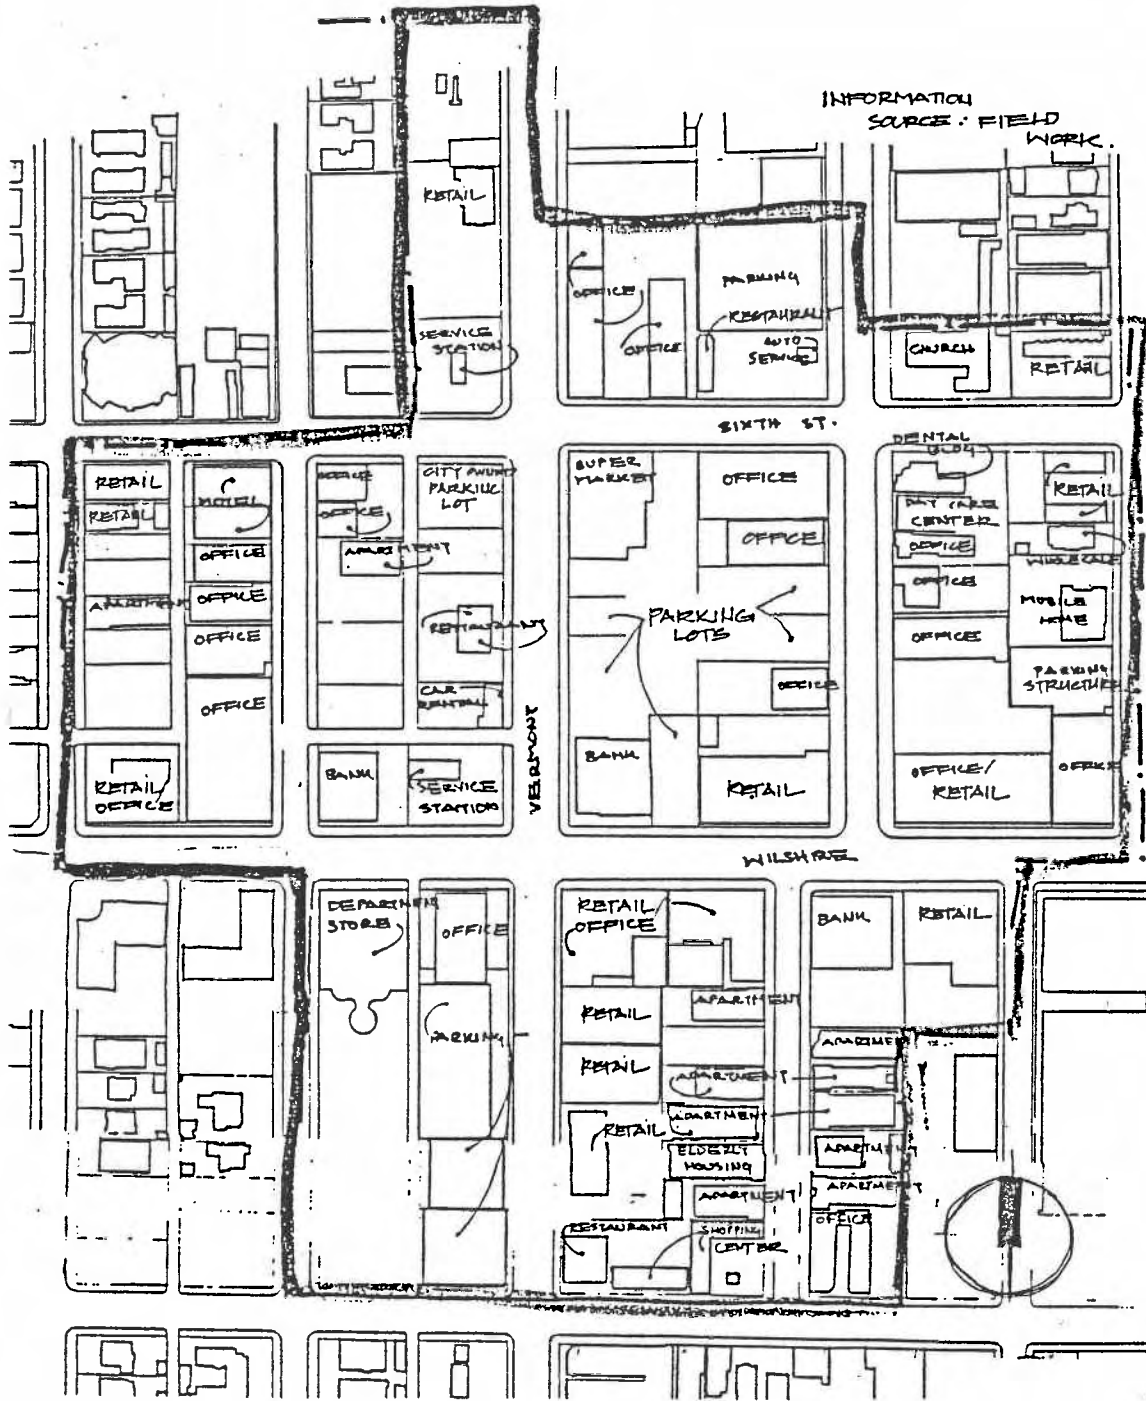 INFORMATION
SOURCE: FIELD
WORK.
RETAIL
OFFICE
PARKING
RESTAURANT
SERVICE
STATION
OFFICE
AUTO
SERVICE
CHURCH
RETAIL
SIXTH ST.
RETAIL
RETAIL
MOTEL
OFFICE
APARTMENT
OFFICE
OFFICE
OFFICE
RETAIL/
OFFICE
OFFICE
OFFICE
APARTMENT
CITY OWNED
PARKING
LOT
RESTAURANT
CAR
RENTAL
BANK
SERVICE
STATION
VERMONT
SUPER
MARKET
OFFICE
OFFICE
PARKING
LOTS
OFFICE
BANK
RETAIL
DENTAL
BLDG
RETAIL
DAY CARE
CENTER
OFFICE
WHOLESALE
OFFICE
MOBILE
HOME
OFFICE
PARKING
STRUCTURE
OFFICE/
RETAIL
OFFICE
WILSHIRE
DEPARTMENT
STORE
OFFICE
PARKING
RETAIL
OFFICE
BANK
RETAIL
RETAIL
APARTMENT
RETAIL
APARTMENT
APARTMENT
APARTMENT
RETAIL
ELDERLY
HOUSING
APARTMENT
APARTMENT
APARTMENT
RESTAURANT
SHOPPING
CENTER
OFFICE